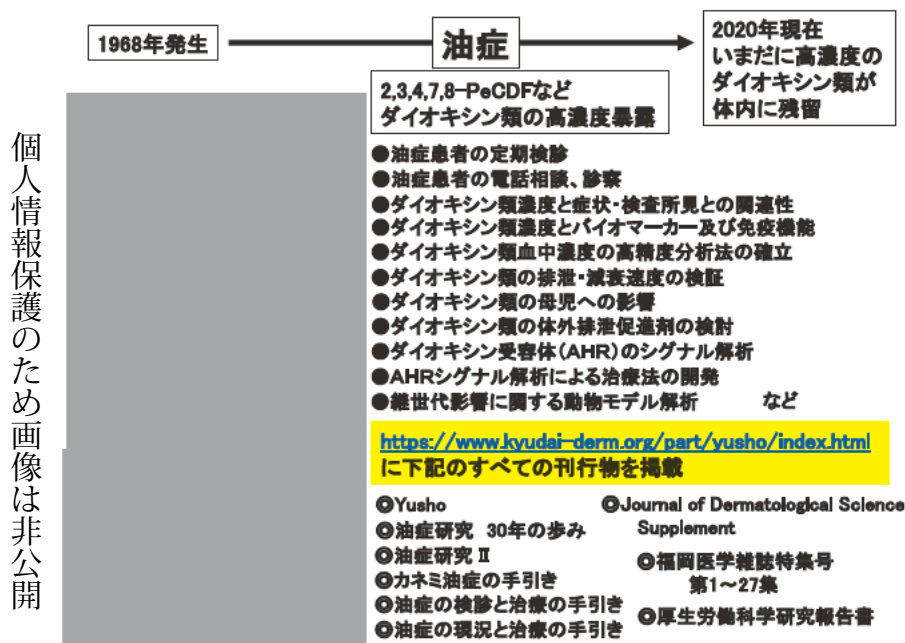 1968年発生
油症
2020年現在
いまだに高濃度の
ダイオキシン類が
体内に残留
2,3,4,7,8-PeCDFなど
ダイオキシン類の高濃度暴露
個人情報保護のため画像は非公開
●油症患者の定期検診
●油症患者の電話相談、診察
●ダイオキシン類濃度と症状・検査所見との関連性
●ダイオキシン類濃度とバイオマーカー及び免疫機能
●ダイオキシン類血中濃度の高精度分析法の確立
●ダイオキシン類の排泄・減衰速度の検証
●ダイオキシン類の母児への影響
●ダイオキシン類の体外排泄促進剤の検討
●ダイオキシン受容体(AHR)のシグナル解析
●AHRシグナル解析による治療法の開発
●継世代影響に関する動物モデル解析 など
https://www.kyudai-derm.org/part/yusho/index.html
に下記のすべての刊行物を掲載
◎Yusho
◎油症研究 30年の歩み
◎油症研究 Ⅱ
◎カネミ油症の手引き
◎油症の検診と治療の手引き
◎油症の現況と治療の手引き
◎Journal of Dermatological Science
Supplement
◎福岡医学雑誌特集号
第1~27集
◎厚生労働科学研究報告書